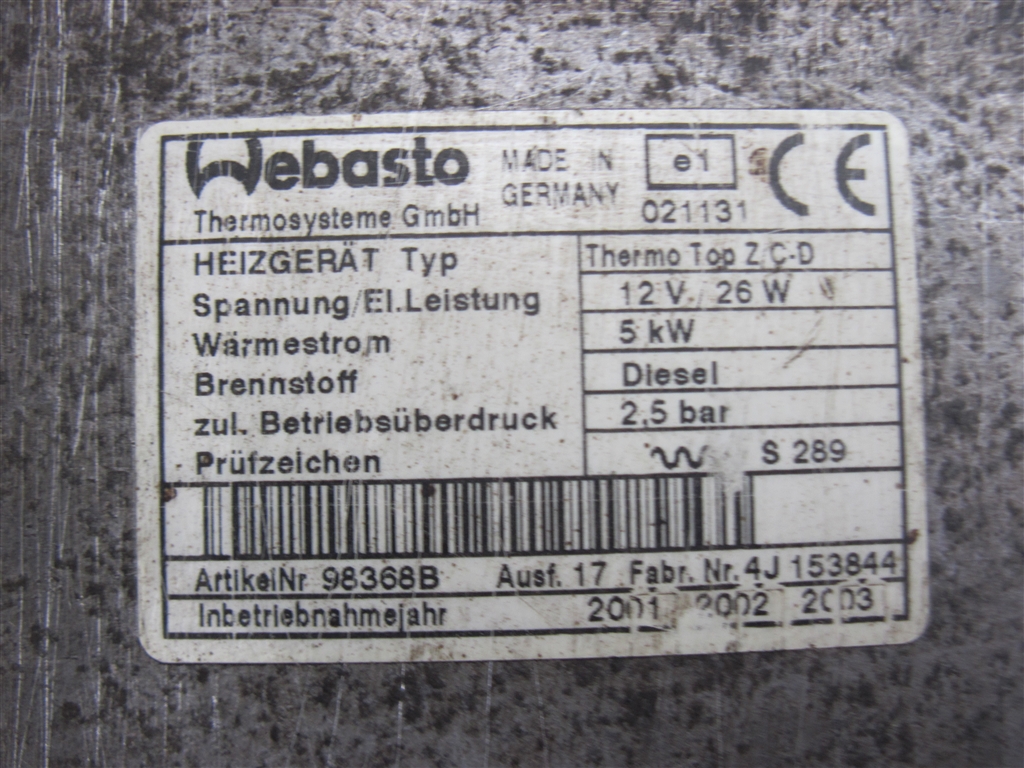 Webasto
MADE IN
GERMANY
e1
021131
CE
Thermosysteme GmbH
HEIZGERÄT Typ Thermo Top Z/C-D
Spannung/El.Leistung 12 V / 26 W
Wärmestrom 5 kW
Brennstoff Diesel
zul. Betriebsüberdruck 2,5 bar
Prüfzeichen S 289
ArtikelNr 98368B Ausf. 17 Fabr. Nr. 4J 153844
Inbetriebnahmejahr 2001 2002 2003